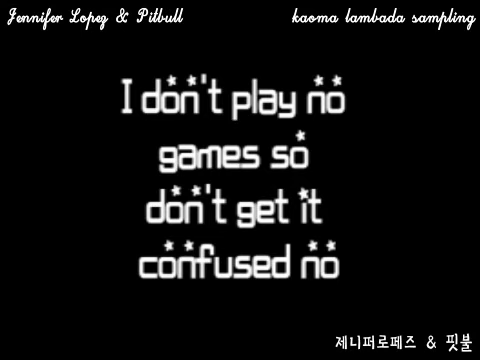 Jennifer Lopez & Pitbull
kaoma lambada sampling
I don't play no
games so
don't get it
confused no
제니퍼로페즈 & 핏불